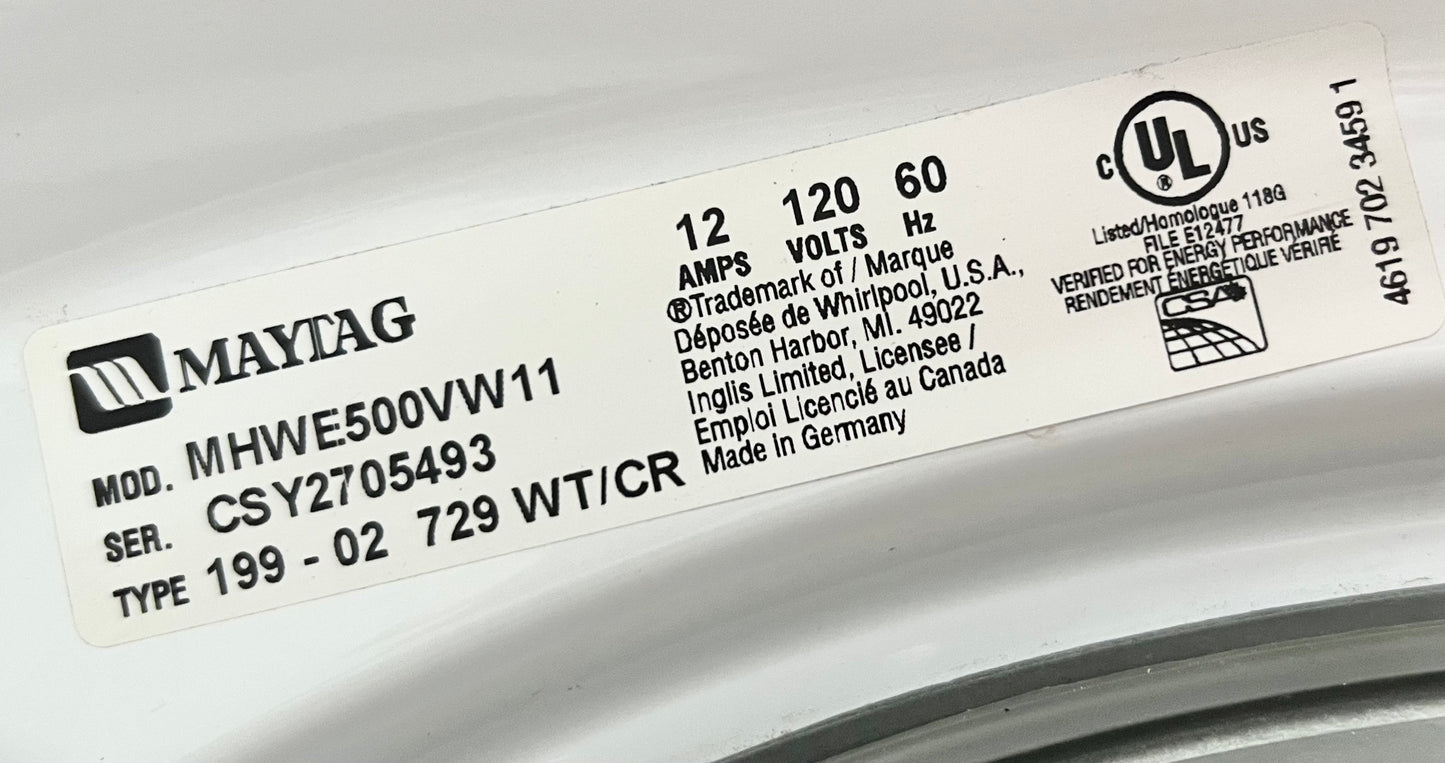 MAYTAG
MOD. MHWE500VW11
SER. CSY2705493
TYPE 199 - 02 729 WT/CR
12 120 60
AMPS VOLTS Hz
®Trademark of / Marque
Déposée de Whirlpool, U.S.A.,
Benton Harbor, MI. 49022
Inglis Limited, Licensee /
Emploi Licencié au Canada
Made in Germany
C UL US
®
Listed/Homologue 118G
FILE E12477
VERIFIED FOR ENERGY PERFORMANCE
RENDEMENT ÉNERGÉTIQUE VÉRIFIÉ
CSA
4619 702 3459 1